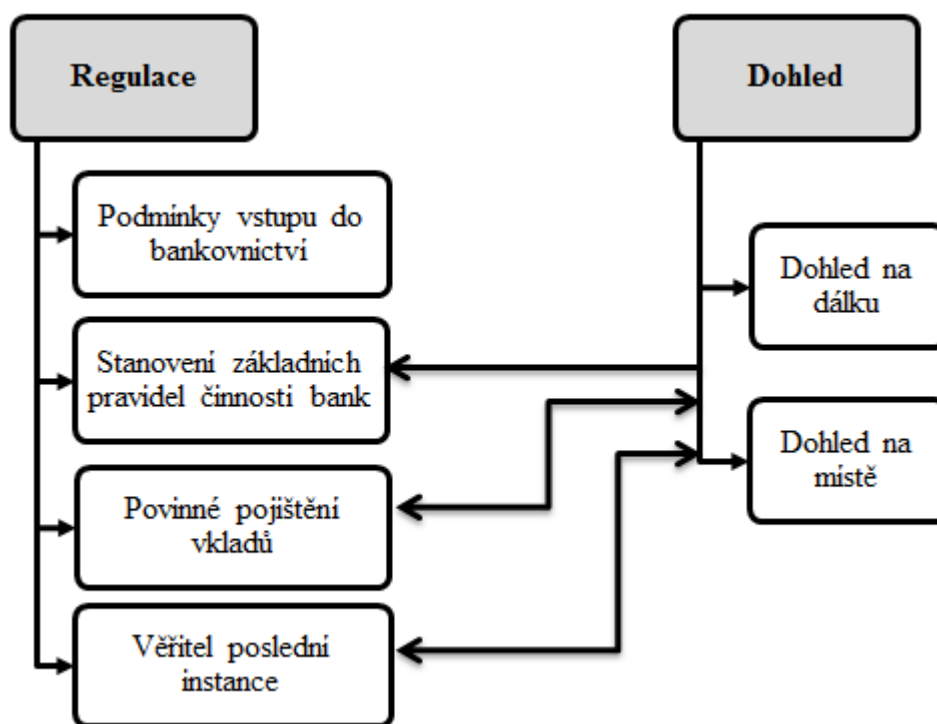 Regulace
Podmínky vstupu do
bankovnictví
Stanovení základních
pravidel činnosti bank
Povinné pojištění
vkladů
Věřitel poslední
instance
Dohled
Dohled na
dálku
Dohled na
místě